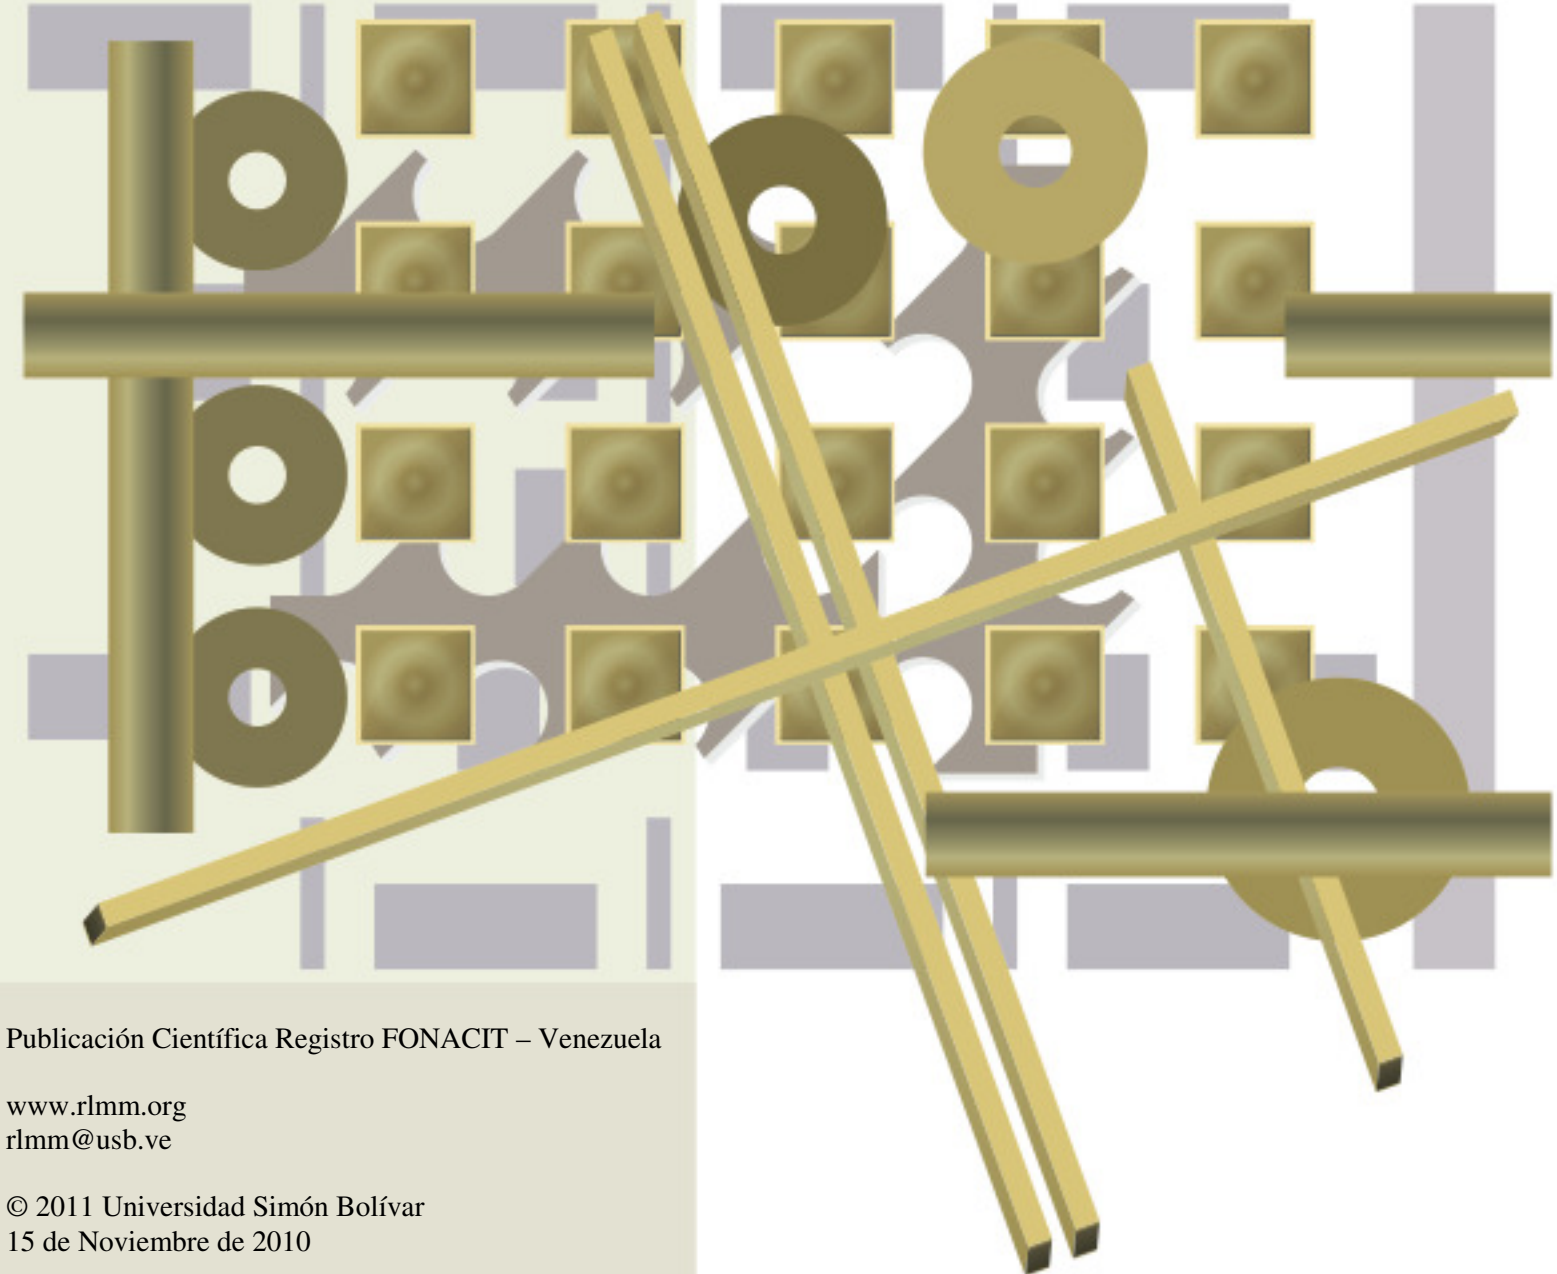 Publicación Científica Registro FONACIT – Venezuela
www.rlmm.org
rlmm@usb.ve
© 2011 Universidad Simón Bolívar
15 de Noviembre de 2010